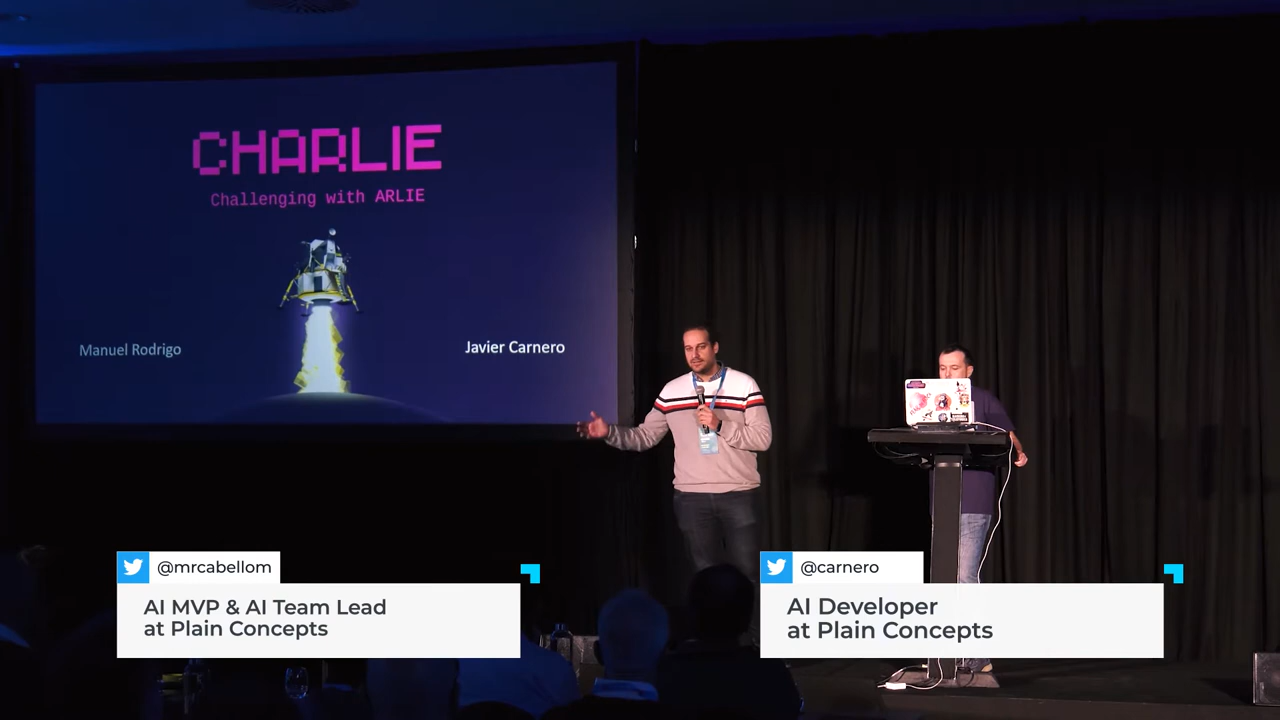 CHARLIE
Challenging with ARLIE
Manuel Rodrigo
Javier Carnero
@mrcabellom
AI MVP & AI Team Lead
at Plain Concepts
@carnero
AI Developer
at Plain Concepts